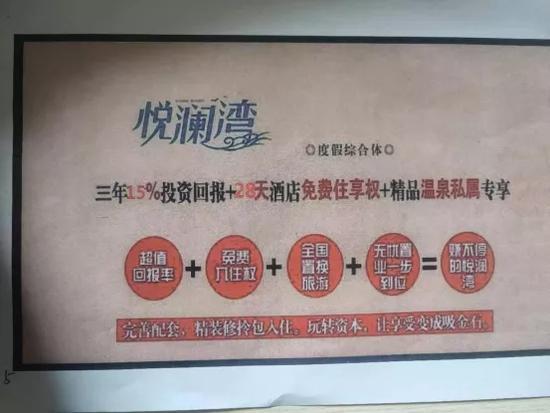 悦澜湾
◎度假综合体◎
三年15%投资回报+28天酒店免费住享权+精品温泉私属专享
超值回报率+免费入住权+全国置换旅游+无忧置业一步到位=赚不停的悦澜湾
完善配套，精装修拎包入住。玩转资本，让享受变成吸金石。
5